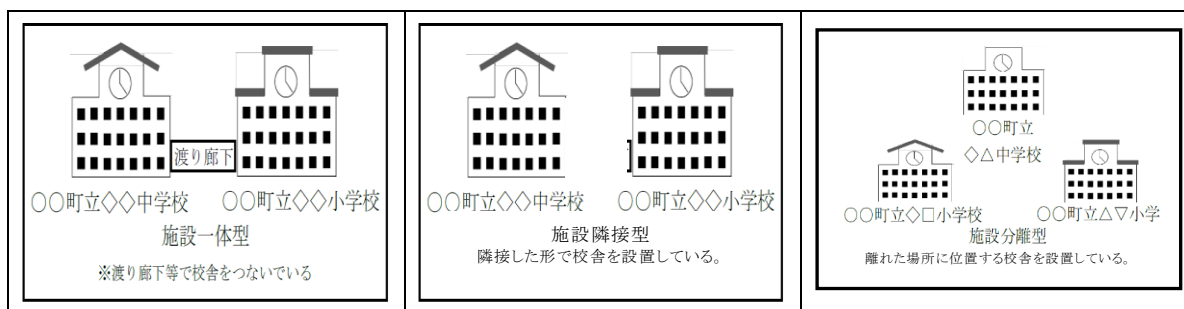 渡り廊下
〇〇町立◇◇中学校 〇〇町立◇◇小学校
施設一体型
※渡り廊下等で校舎をつないでいる
〇〇町立◇◇中学校 〇〇町立◇◇小学校
施設隣接型
隣接した形で校舎を設置している。
〇〇町立
◇△中学校
〇〇町立◇□小学校 〇〇町立△▽小学
施設分離型
離れた場所に位置する校舎を設置している。